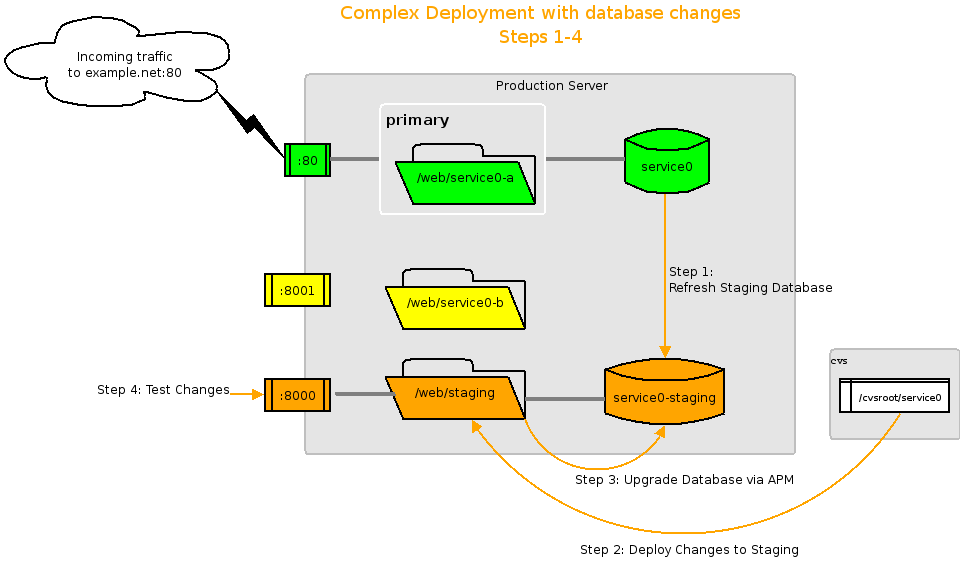 Complex Deployment with database changes
Steps 1-4
Incoming traffic
to example.net:80
Production Server
primary
:80
/web/service0-a
service0
Step 1:
Refresh Staging Database
:8001
/web/service0-b
cvs
/cvsroot/service0
Step 4: Test Changes
:8000
/web/staging
service0-staging
Step 3: Upgrade Database via APM
Step 2: Deploy Changes to Staging